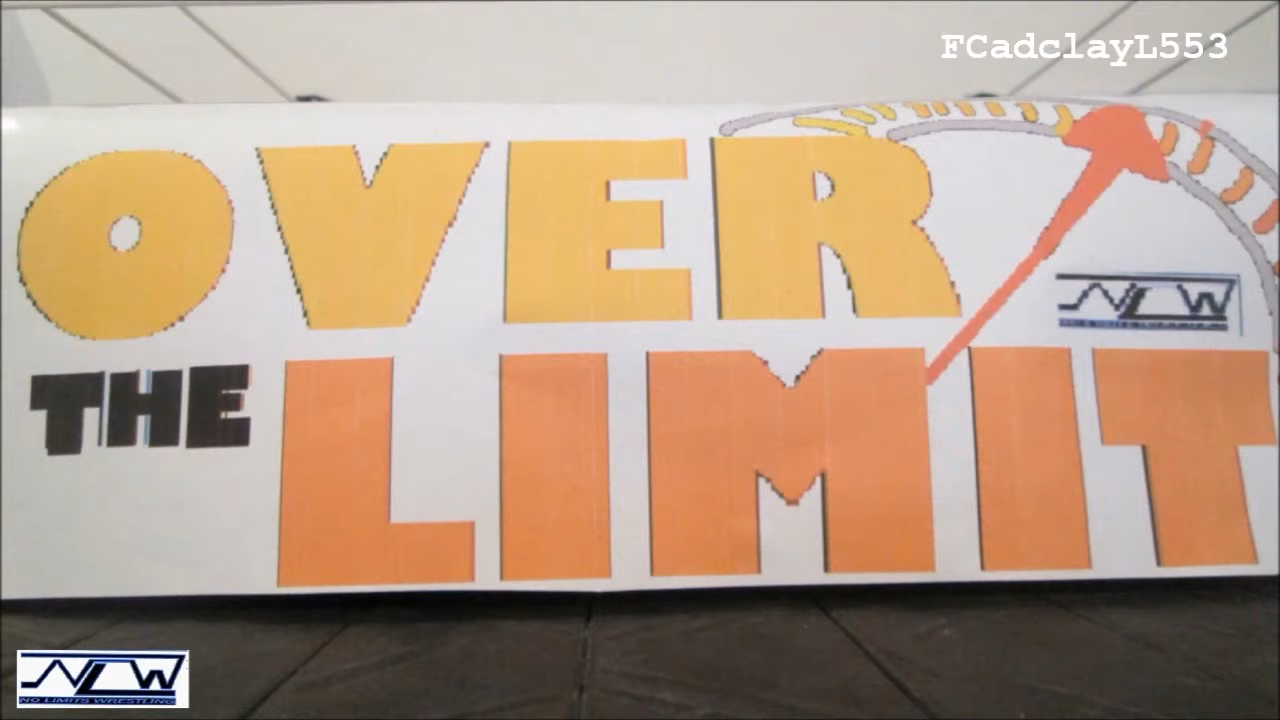 FCadclayL553
OVER
NLW
THE LIMIT
NLW
NO LIMITS WRESTLING